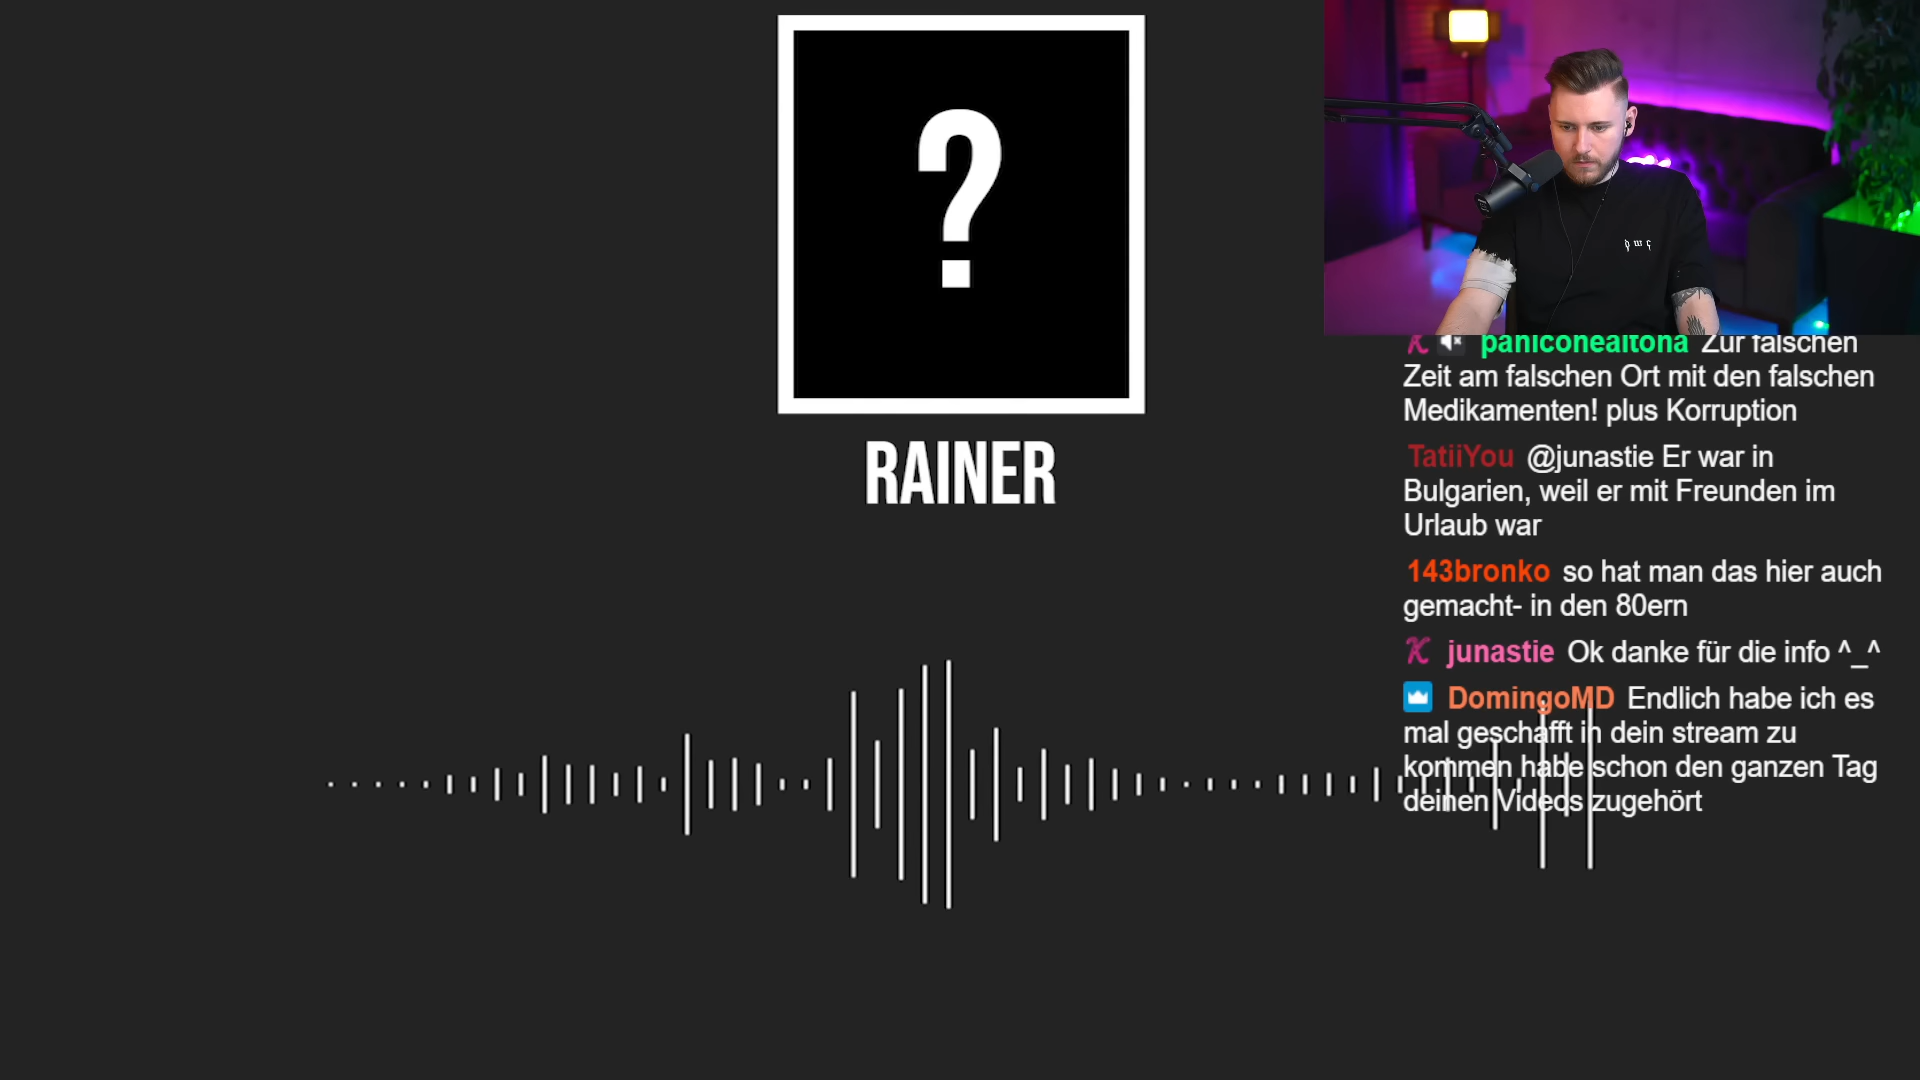 ?
RAINER
paniconealtona Zur falschen
Zeit am falschen Ort mit den falschen
Medikamenten! plus Korruption
TatiiYou @junastie Er war in
Bulgarien, weil er mit Freunden im
Urlaub war
143bronko so hat man das hier auch
gemacht- in den 80ern
junastie Ok danke für die info ^_^
DomingoMD Endlich habe ich es
mal geschafft in dein stream zu
kommen habe schon den ganzen Tag
deinen Videos zugehört